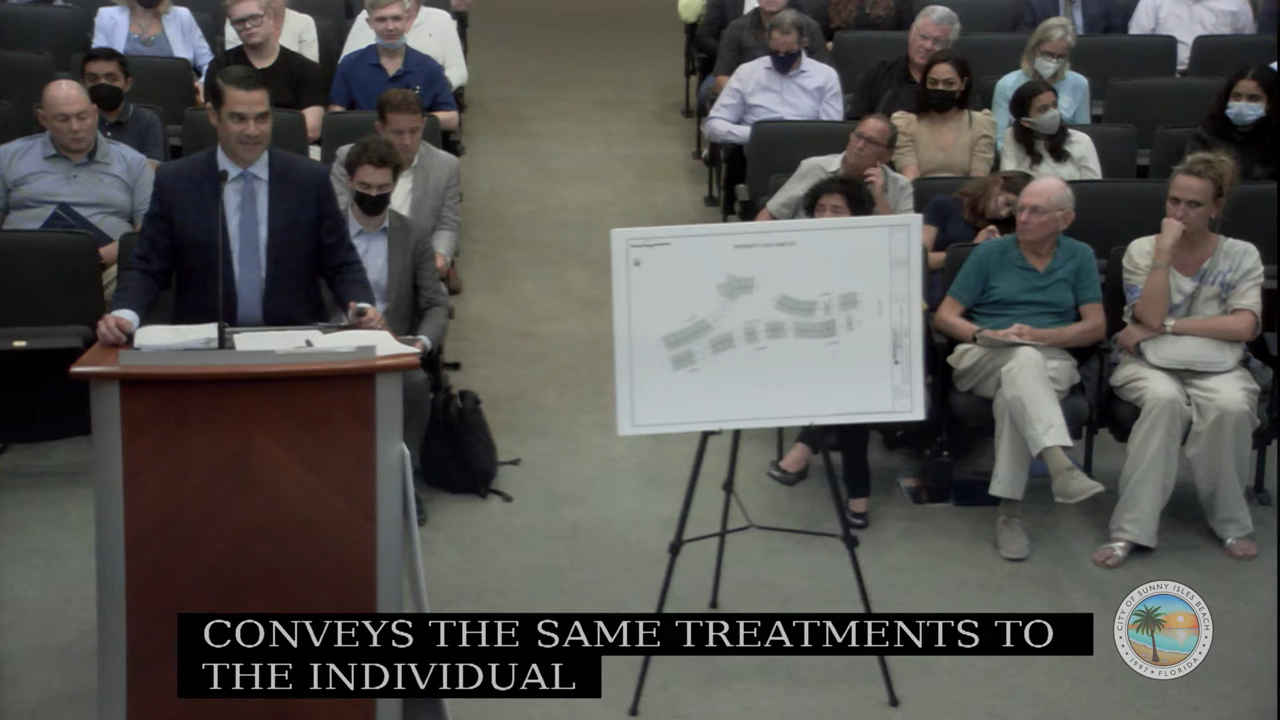 CONVEYS THE SAME TREATMENTS TO
THE INDIVIDUAL
CITY OF SUNNY ISLES BEACH
• 1997 • FLORIDA •